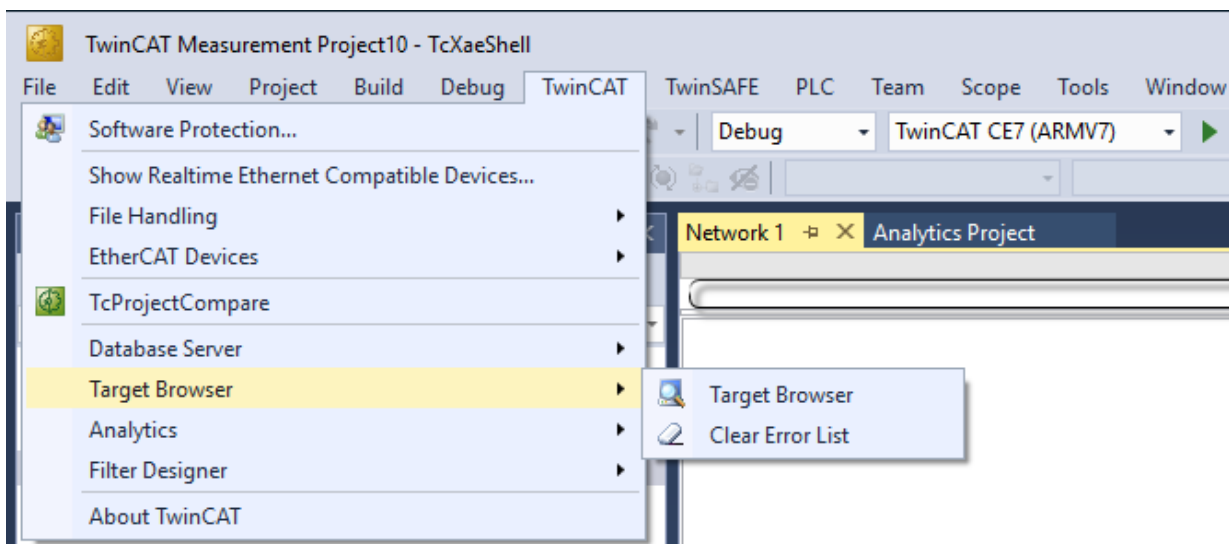 TwinCAT Measurement Project10 - TcXaeShell
File Edit View Project Build Debug TwinCAT TwinSAFE PLC Team Scope Tools Window
Software Protection...
Debug TwinCAT CE7 (ARMV7)
Show Realtime Ethernet Compatible Devices...
File Handling
Network 1 Analytics Project
EtherCAT Devices
TcProjectCompare
Database Server
Target Browser
Target Browser
Analytics
Clear Error List
Filter Designer
About TwinCAT